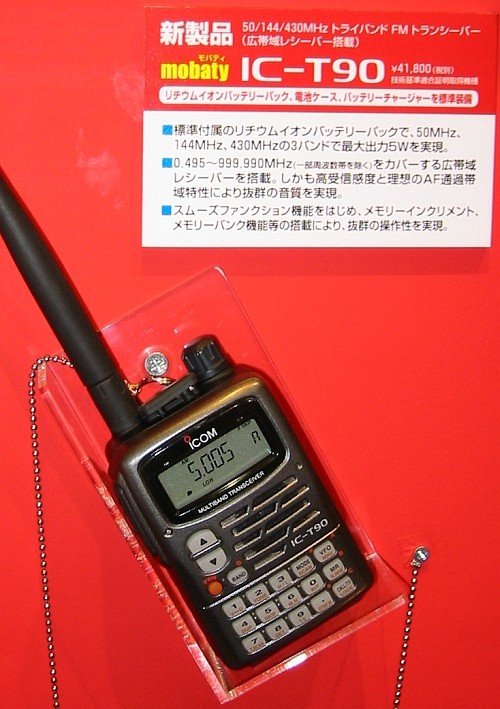 新製品 50/144/430MHz トライバンド FM トランシーバー
(広帯域レシーバー搭載)
モバティ
mobaty IC-T90 ¥41,800(税別)
技術基準適合証明取得機種
リチウムイオンバッテリーパック、電池ケース、バッテリーチャージャーを標準装備
標準付属のリチウムイオンバッテリーパックで、50MHz、
144MHz、430MHzの3バンドで最大出力5Wを実現。
0.495〜999.990MHz(一部周波数帯を除く)をカバーする広帯域
レシーバーを搭載。しかも高受信感度と理想のAF通過帯
域特性により抜群の音質を実現。
スムーズファンクション機能をはじめ、メモリーインクリメント、
メモリーバンク機能等の搭載により、抜群の操作性を実現。
ICOM
AM
5.005
LOW
MULTIBAND TRANSCEIVER
IC-T90
BAND
MODE
VFO
MR
1 2 3
4 5 6 0
7 8 9